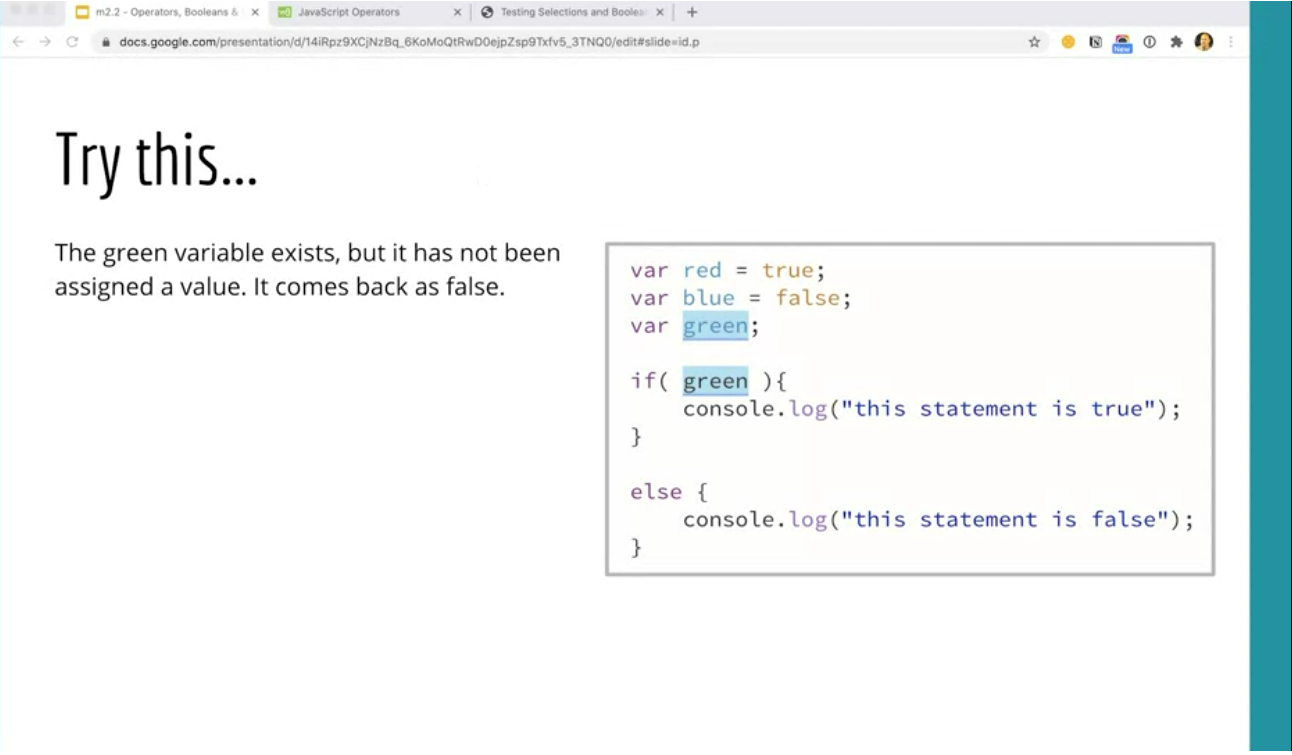 m2.2 - Operators, Booleans &
JavaScript Operators
Testing Selections and Boolea
docs.google.com/presentation/d/14iRpz9XCjNzBq_6KoMoQtRwD0ejpZsp9Txfv5_3TNQ0/edit#slide=id.p
New
Try this...
The green variable exists, but it has not been
assigned a value. It comes back as false.
var red = true;
var blue = false;
var green;
if( green ){
console.log("this statement is true");
}
else {
console.log("this statement is false");
}